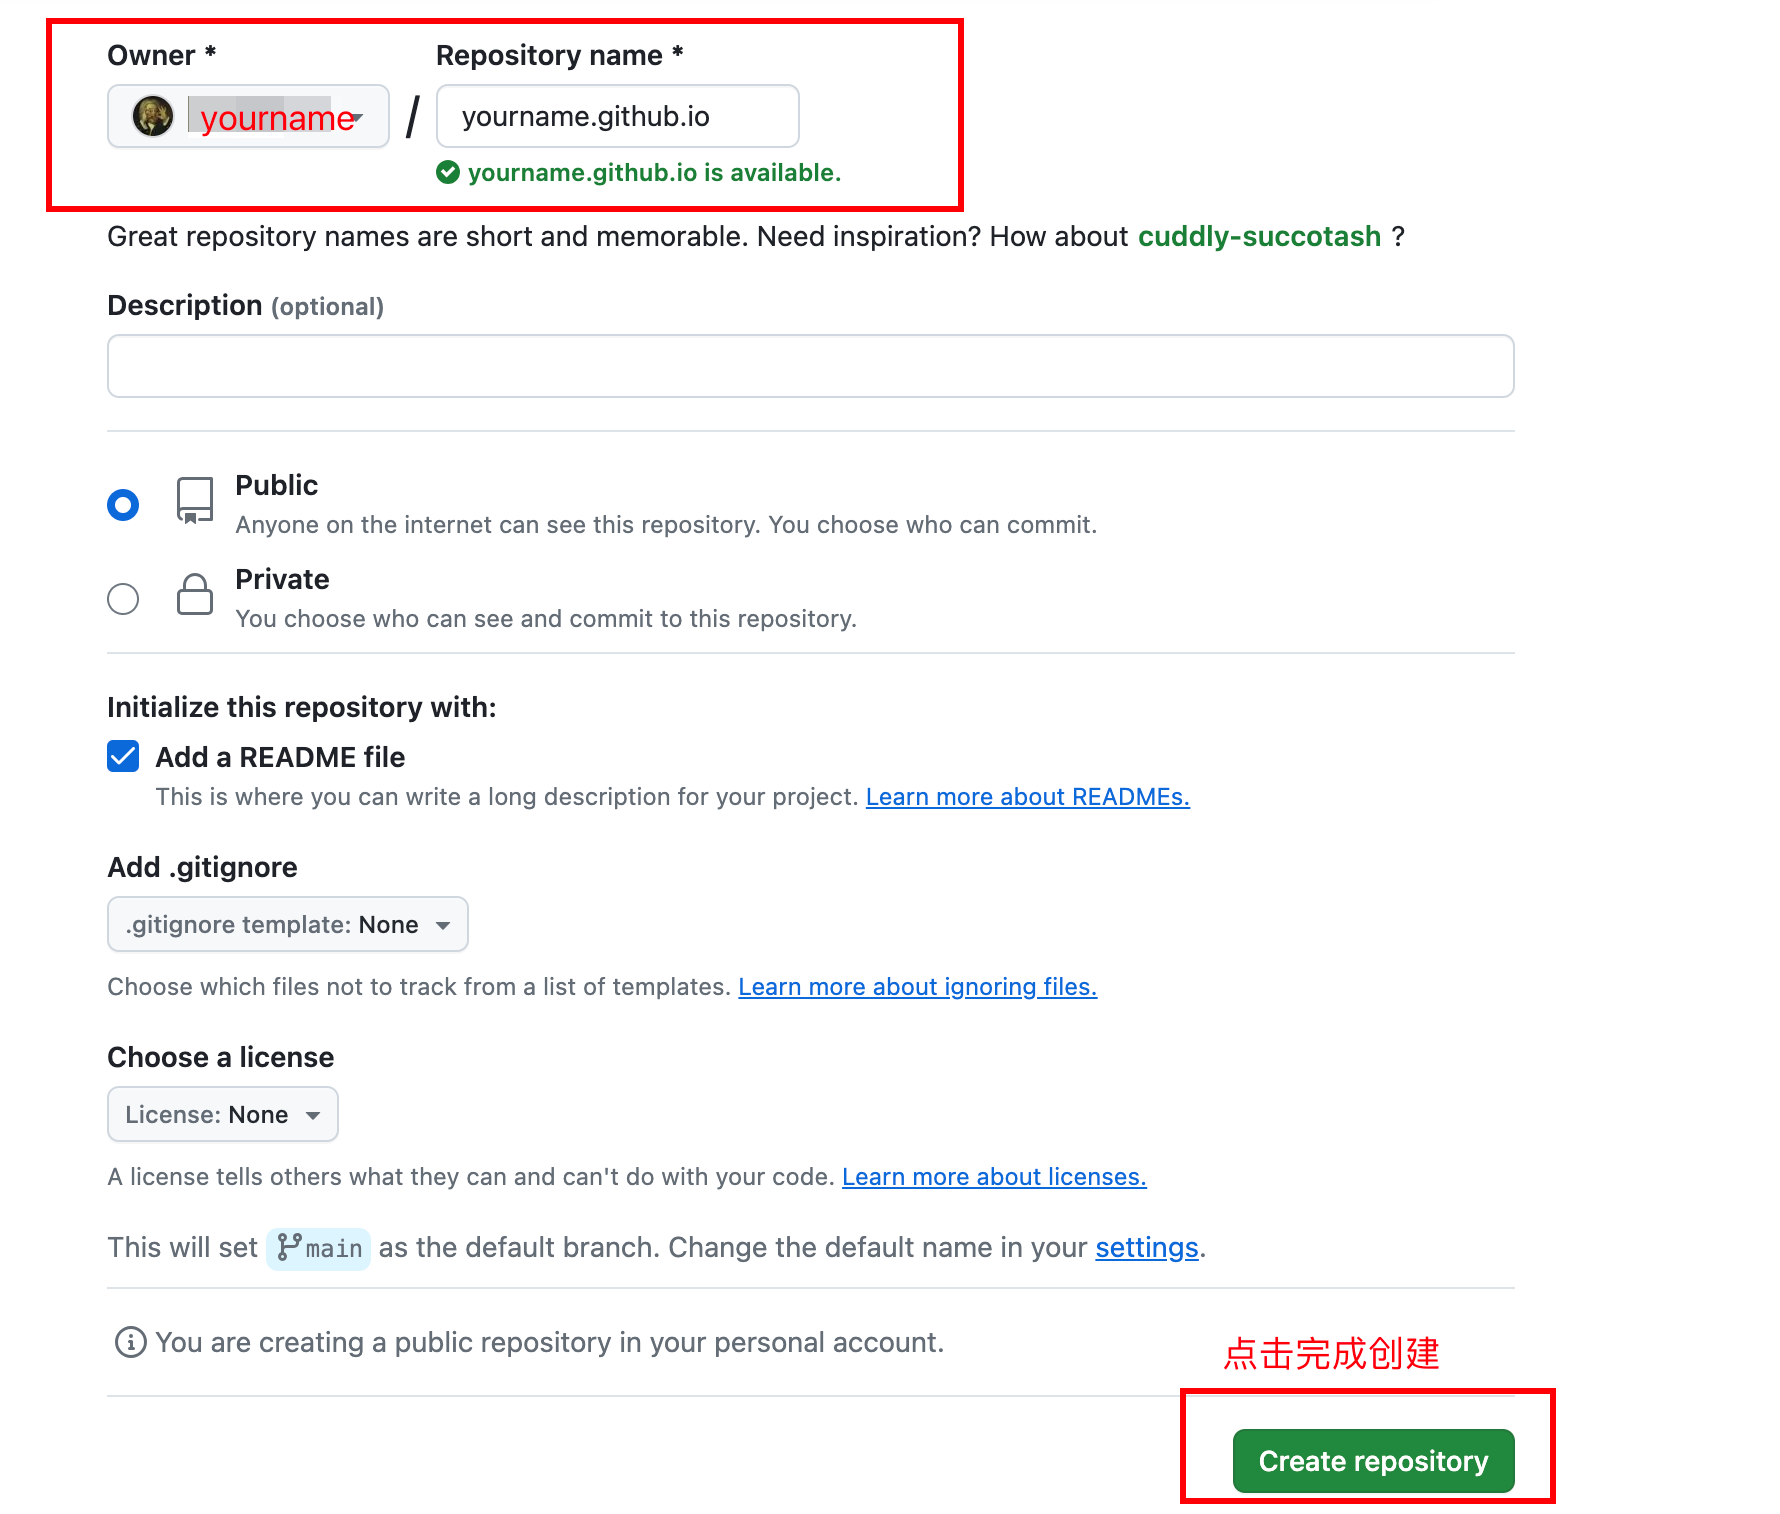 Owner *
Repository name *
yourname
/
yourname.github.io
yourname.github.io is available.
Great repository names are short and memorable. Need inspiration? How about cuddly-succotash ?
Description (optional)
Public
Anyone on the internet can see this repository. You choose who can commit.
Private
You choose who can see and commit to this repository.
Initialize this repository with:
Add a README file
This is where you can write a long description for your project. Learn more about READMEs.
Add .gitignore
.gitignore template: None
Choose which files not to track from a list of templates. Learn more about ignoring files.
Choose a license
License: None
A license tells others what they can and can't do with your code. Learn more about licenses.
This will set main as the default branch. Change the default name in your settings.
You are creating a public repository in your personal account.
点击完成创建
Create repository